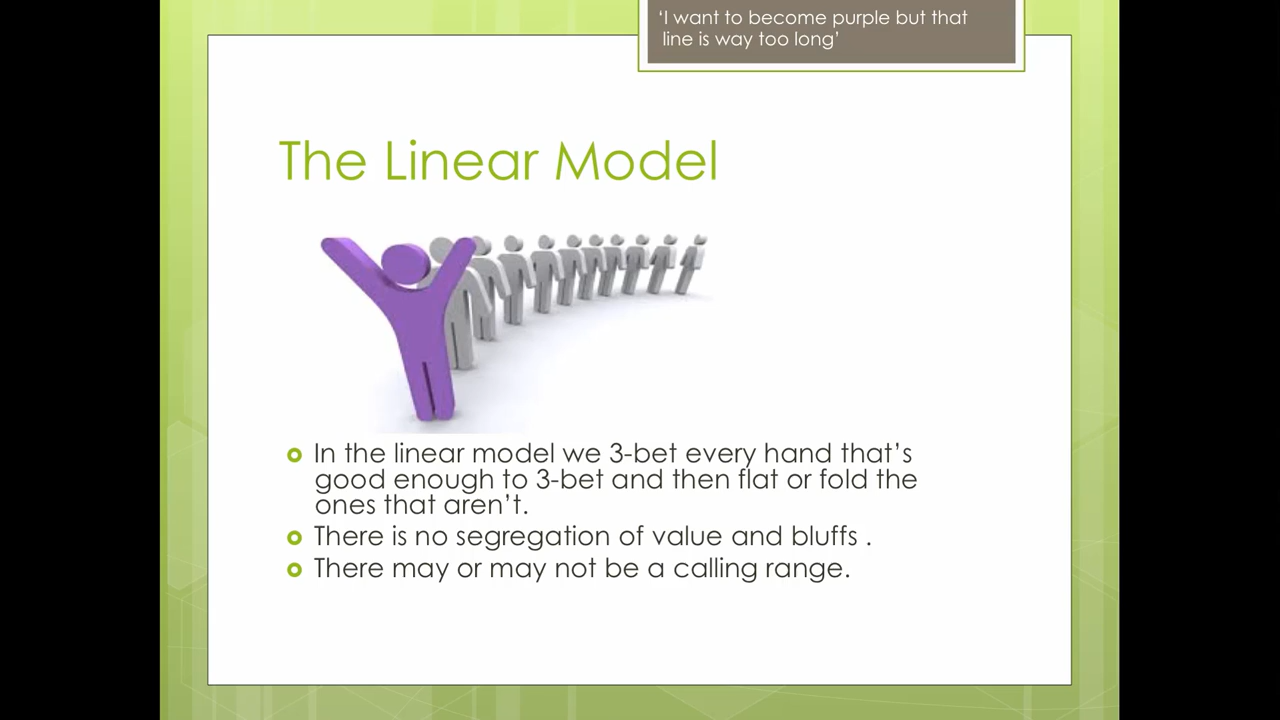 ‘I want to become purple but that
line is way too long’
The Linear Model
In the linear model we 3-bet every hand that’s
good enough to 3-bet and then flat or fold the
ones that aren’t.
There is no segregation of value and bluffs .
There may or may not be a calling range.